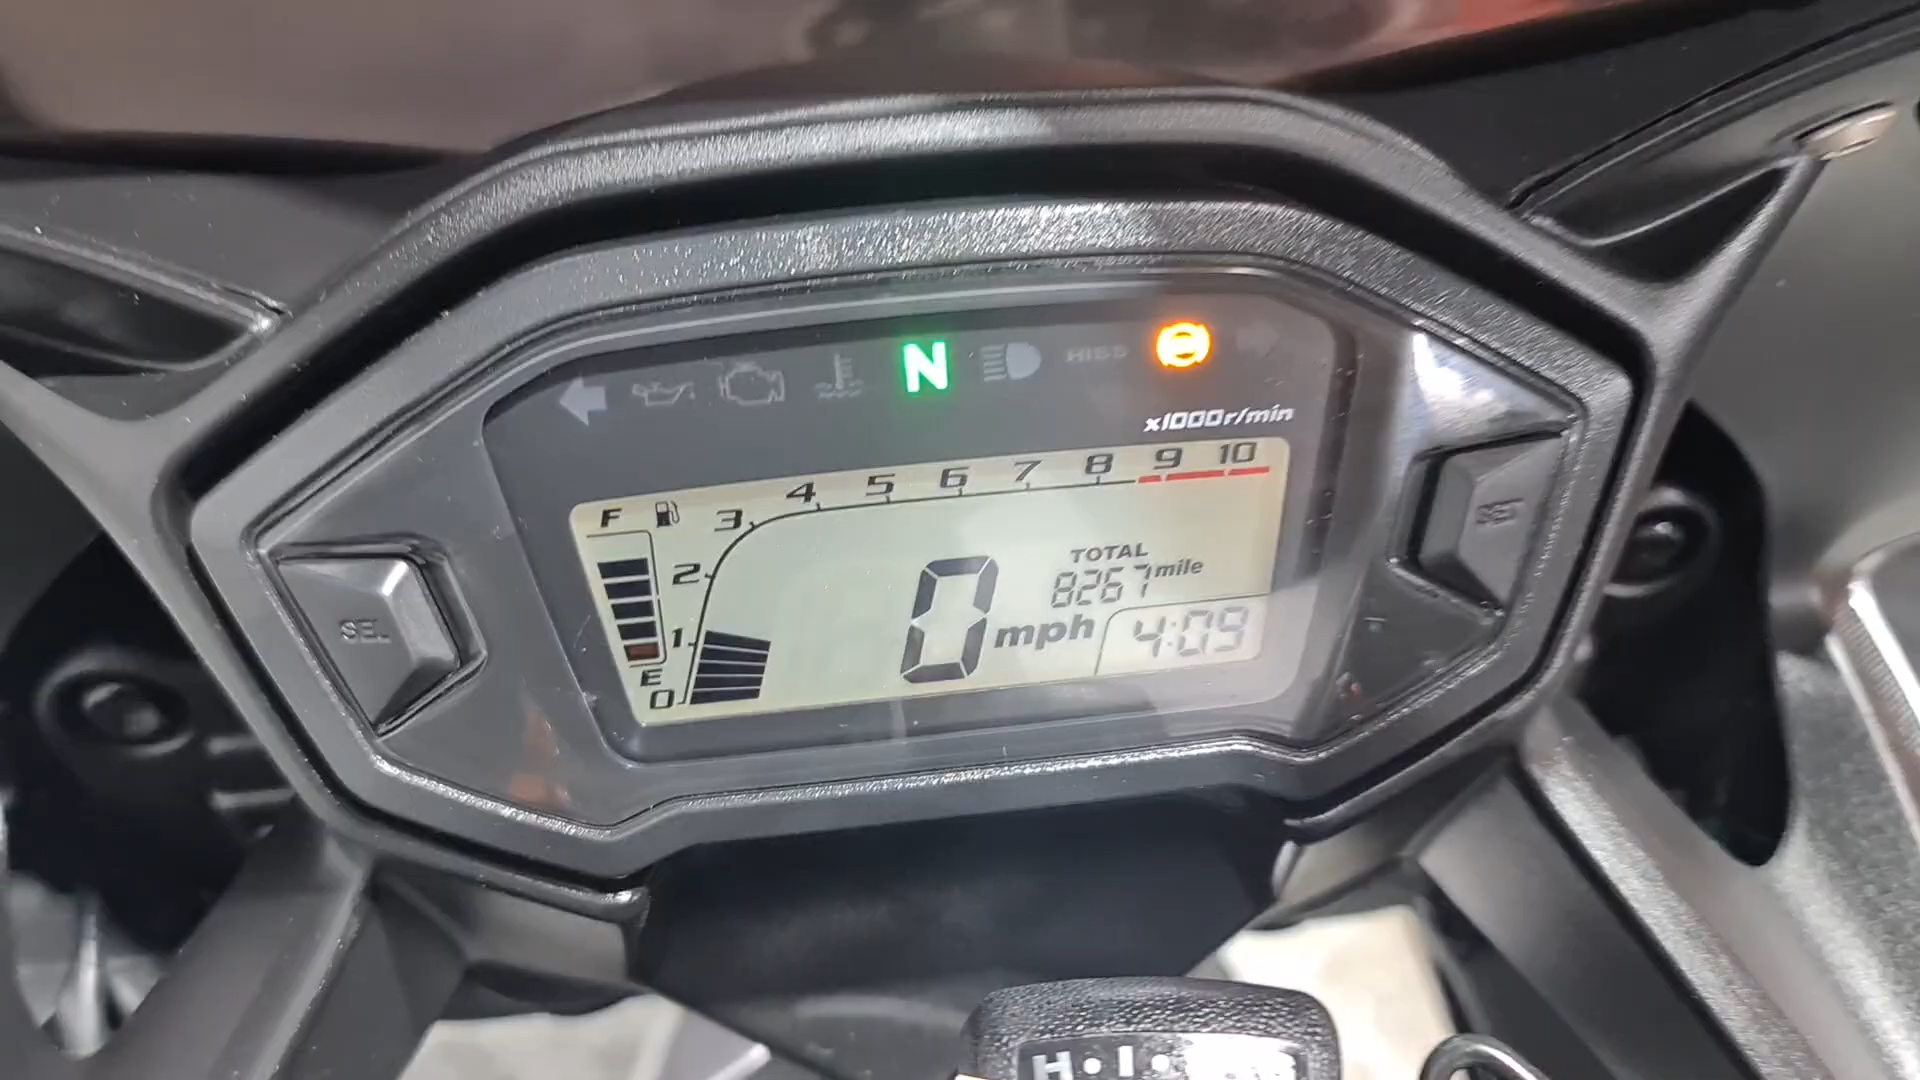 N
HISS
x1000r/min
F
0 1 2 3 4 5 6 7 8 9 10
E
TOTAL
8267 mile
0 mph
4:09
SEL
SET
H·I·